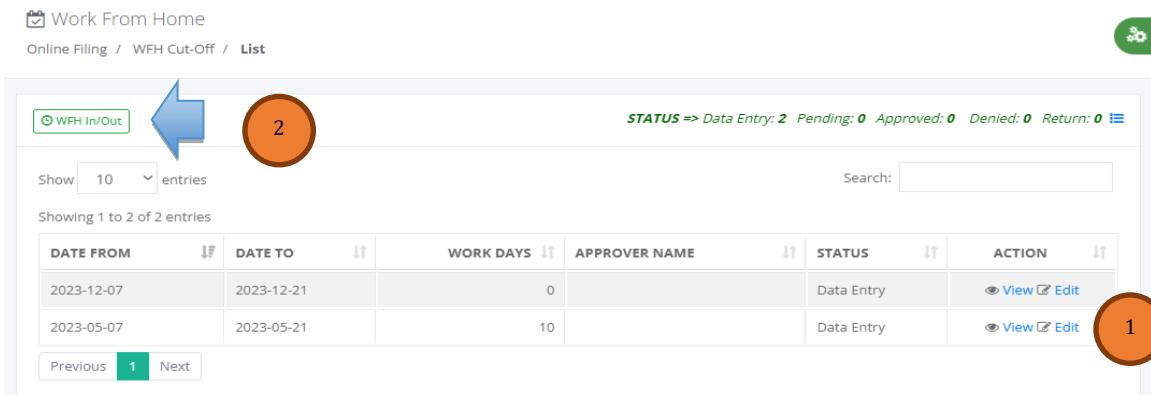 Work From Home
Online Filing / WFH Cut-Off / List
WFH In/Out
2
STATUS => Data Entry: 2 Pending: 0 Approved: 0 Denied: 0 Return: 0
Show 10 entries
Search:
Showing 1 to 2 of 2 entries
DATE FROM DATE TO WORK DAYS APPROVER NAME STATUS ACTION
2023-12-07 2023-12-21 0 Data Entry View Edit
2023-05-07 2023-05-21 10 Data Entry View Edit
1
Previous 1 Next